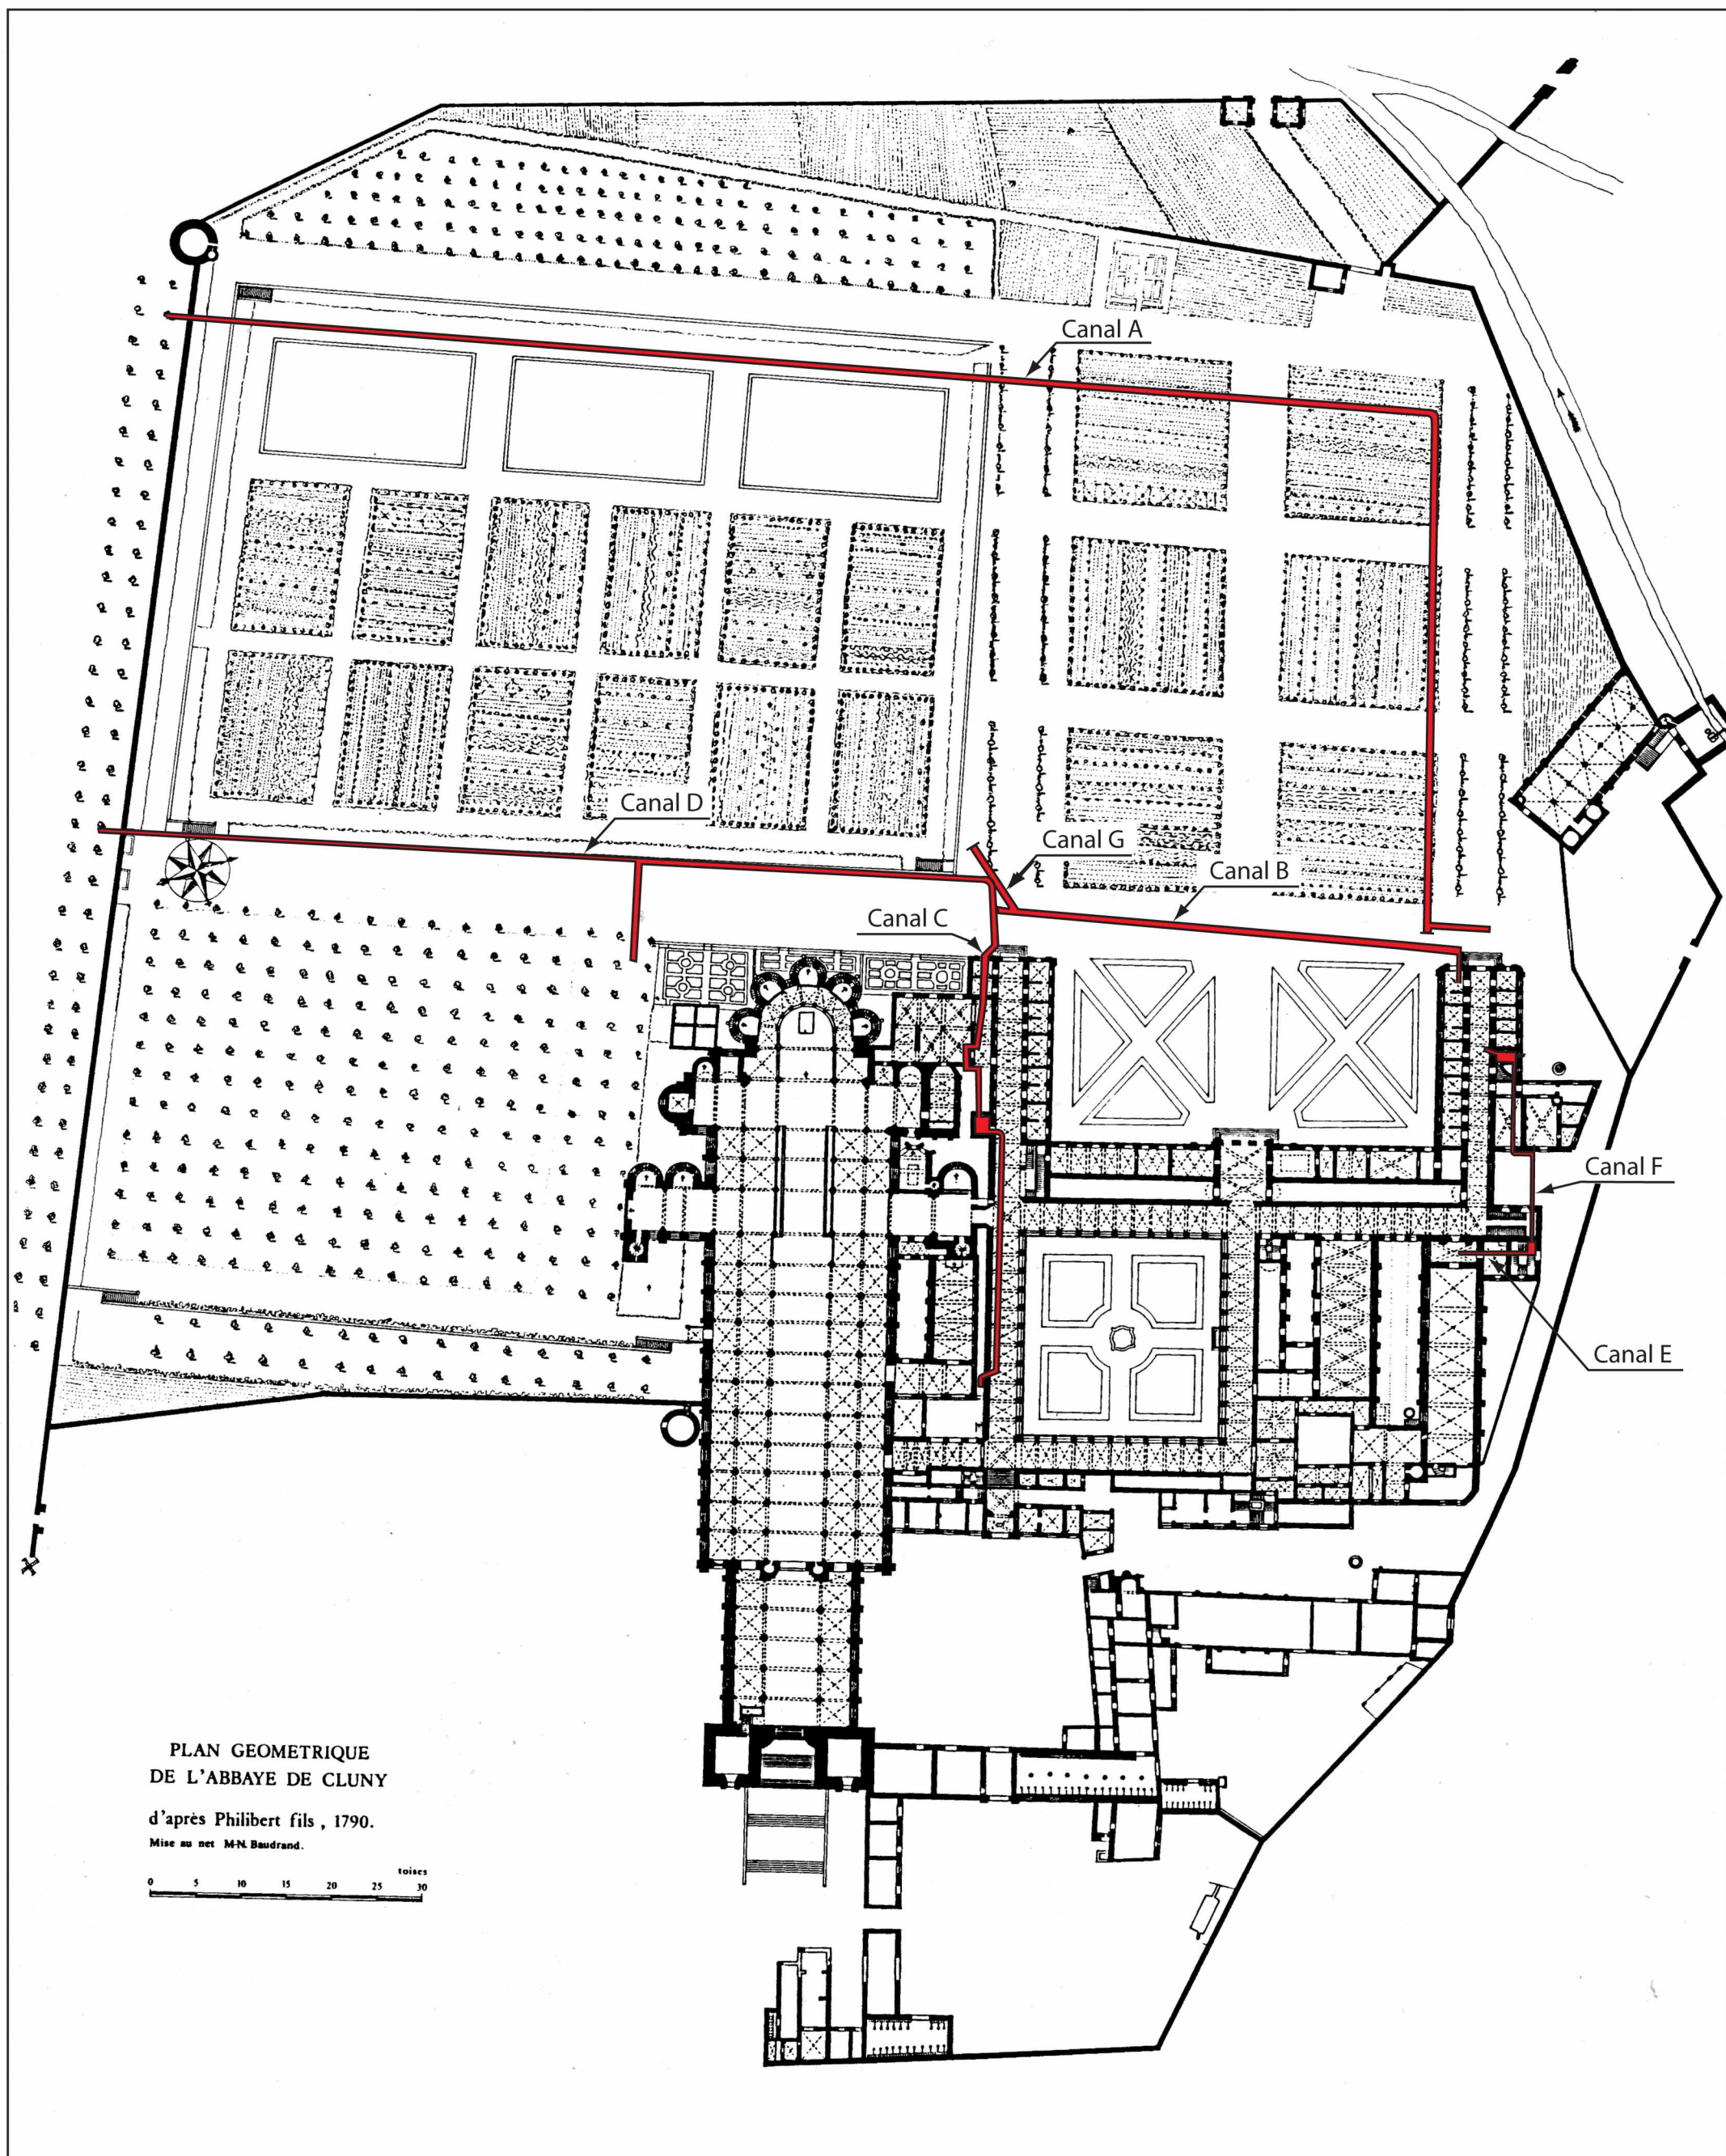 Canal A
Canal D
Canal G
Canal B
Canal C
Canal F
Canal E
PLAN GEOMETRIQUE
DE L'ABBAYE DE CLUNY
d'après Philibert fils , 1790.
Mise au net M-N. Baudrand.
toises
0 5 10 15 20 25 30